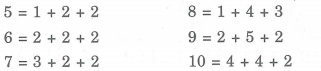 5 = 1 + 2 + 2
6 = 2 + 2 + 2
7 = 3 + 2 + 2
8 = 1 + 4 + 3
9 = 2 + 5 + 2
10 = 4 + 4 + 2